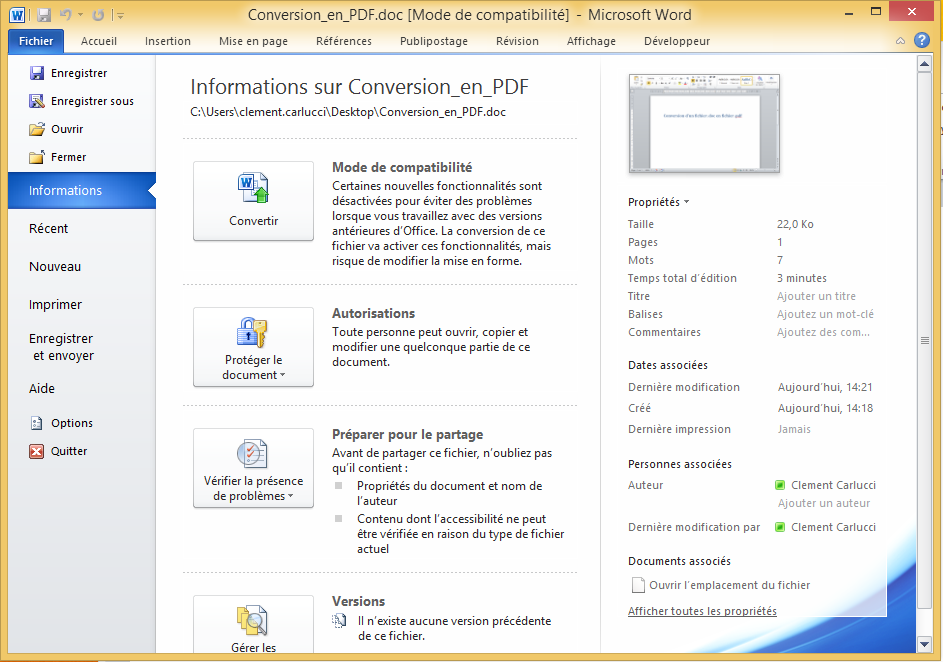 Conversion_en_PDF.doc [Mode de compatibilité] - Microsoft Word
Fichier Accueil Insertion Mise en page Références Publipostage Révision Affichage Développeur
Enregistrer
Enregistrer sous
Ouvrir
Fermer
Informations
Récent
Nouveau
Imprimer
Enregistrer
et envoyer
Aide
Options
Quitter
Informations sur Conversion_en_PDF
C:\Users\clement.carlucci\Desktop\Conversion_en_PDF.doc
Convertir
Mode de compatibilité
Certaines nouvelles fonctionnalités sont
désactivées pour éviter des problèmes
lorsque vous travaillez avec des versions
antérieures d'Office. La conversion de ce
fichier va activer ces fonctionnalités, mais
risque de modifier la mise en forme.
Protéger le
document
Autorisations
Toute personne peut ouvrir, copier et
modifier une quelconque partie de ce
document.
Vérifier la présence
de problèmes
Préparer pour le partage
Avant de partager ce fichier, n'oubliez pas
qu'il contient :
Propriétés du document et nom de
l'auteur
Contenu dont l'accessibilité ne peut
être vérifiée en raison du type de fichier
actuel
Gérer les
Versions
Il n'existe aucune version précédente
de ce fichier.
Propriétés
Taille 22,0 Ko
Pages 1
Mots 7
Temps total d'édition 3 minutes
Titre Ajouter un titre
Balises Ajoutez un mot-clé
Commentaires Ajoutez des com...
Dates associées
Dernière modification Aujourd'hui, 14:21
Créé Aujourd'hui, 14:18
Dernière impression Jamais
Personnes associées
Auteur Clement Carlucci
Ajouter un auteur
Dernière modification par Clement Carlucci
Documents associés
Ouvrir l'emplacement du fichier
Afficher toutes les propriétés